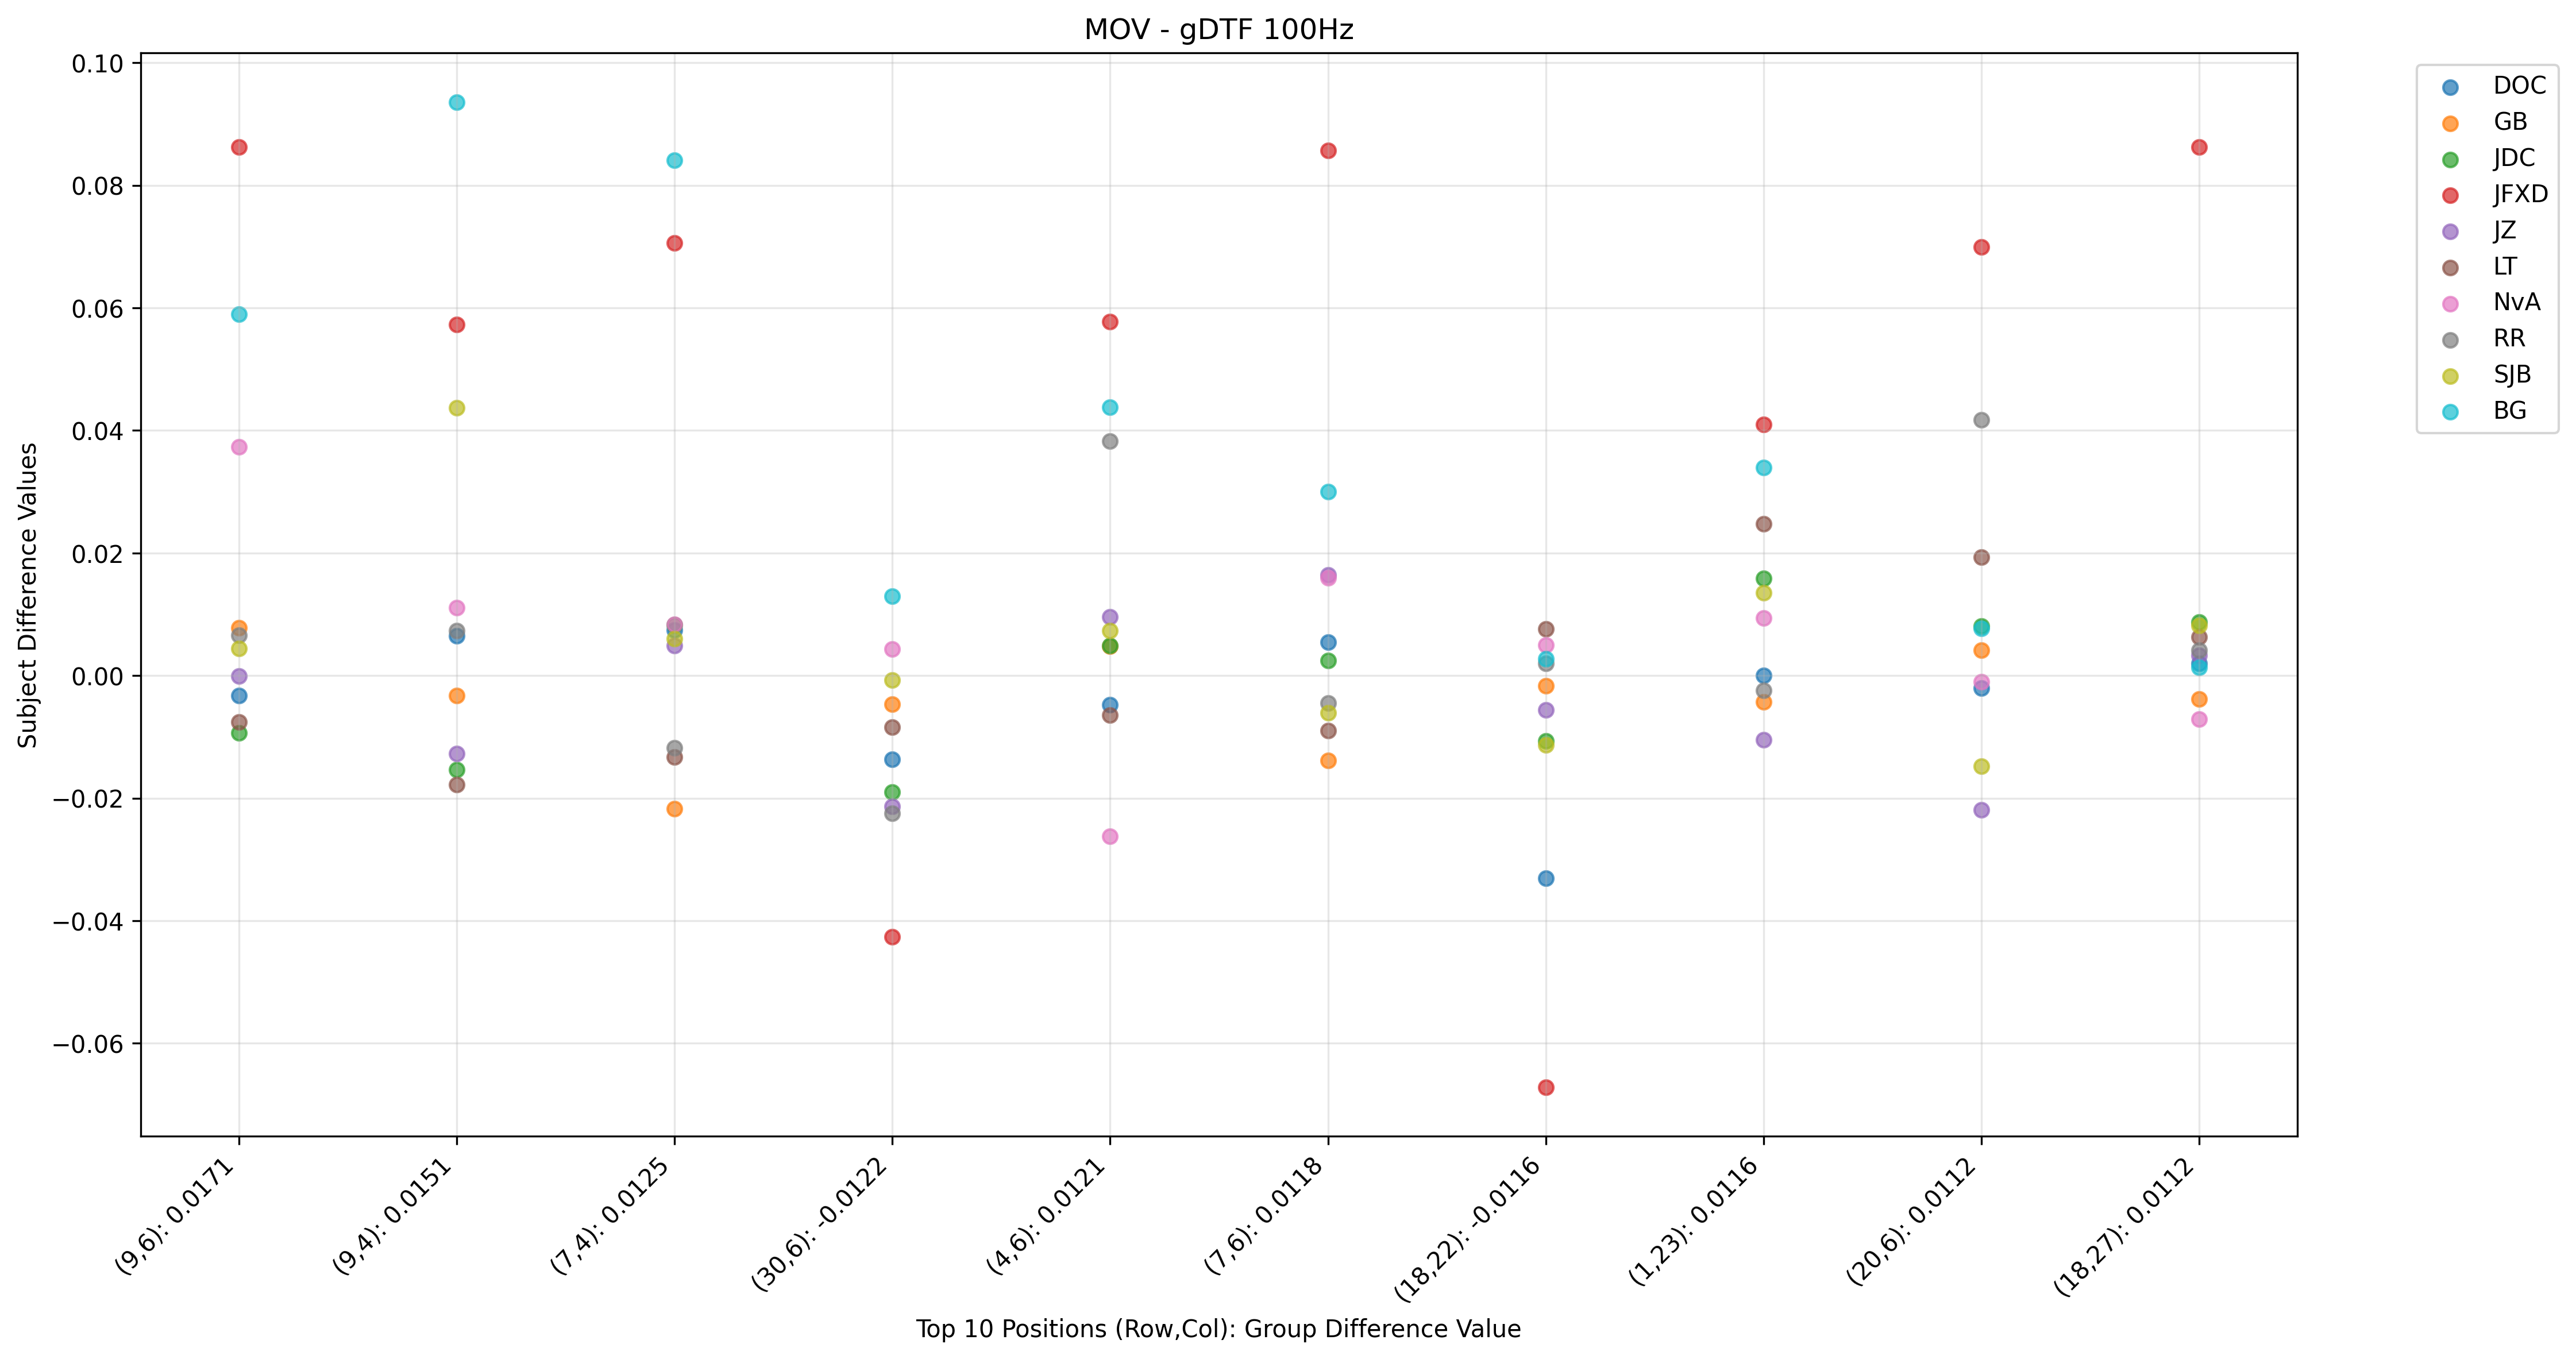 MOV - gDTF 100Hz
Subject Difference Values
0.10
0.08
0.06
0.04
0.02
0.00
−0.02
−0.04
−0.06
(9,6): 0.0171
(9,4): 0.0151
(7,4): 0.0125
(30,6): -0.0122
(4,6): 0.0121
(7,6): 0.0118
(18,22): -0.0116
(1,23): 0.0116
(20,6): 0.0112
(18,27): 0.0112
Top 10 Positions (Row,Col): Group Difference Value
DOC
GB
JDC
JFXD
JZ
LT
NvA
RR
SJB
BG